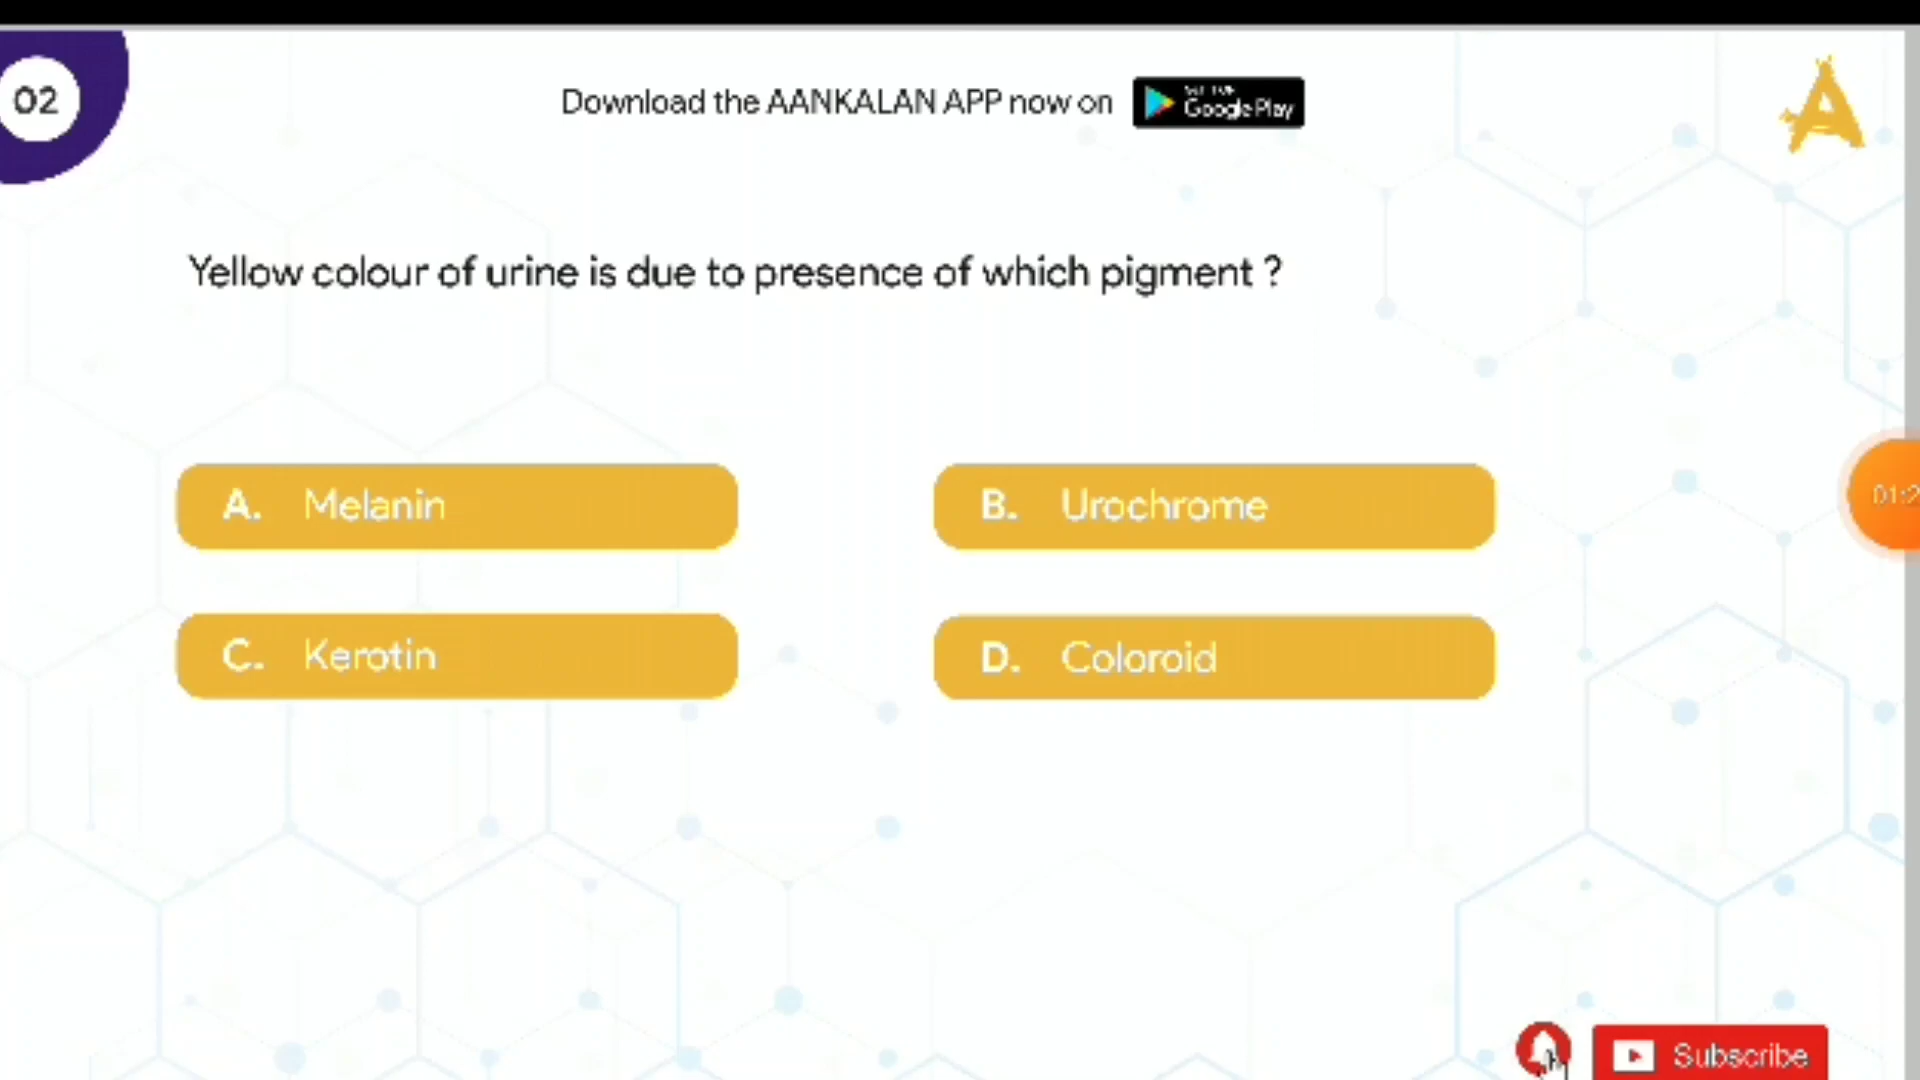 02
Download the AANKALAN APP now on
Google Play
Yellow colour of urine is due to presence of which pigment ?
A. Melanin
B. Urochrome
C. Kerotin
D. Coloroid
Subscribe